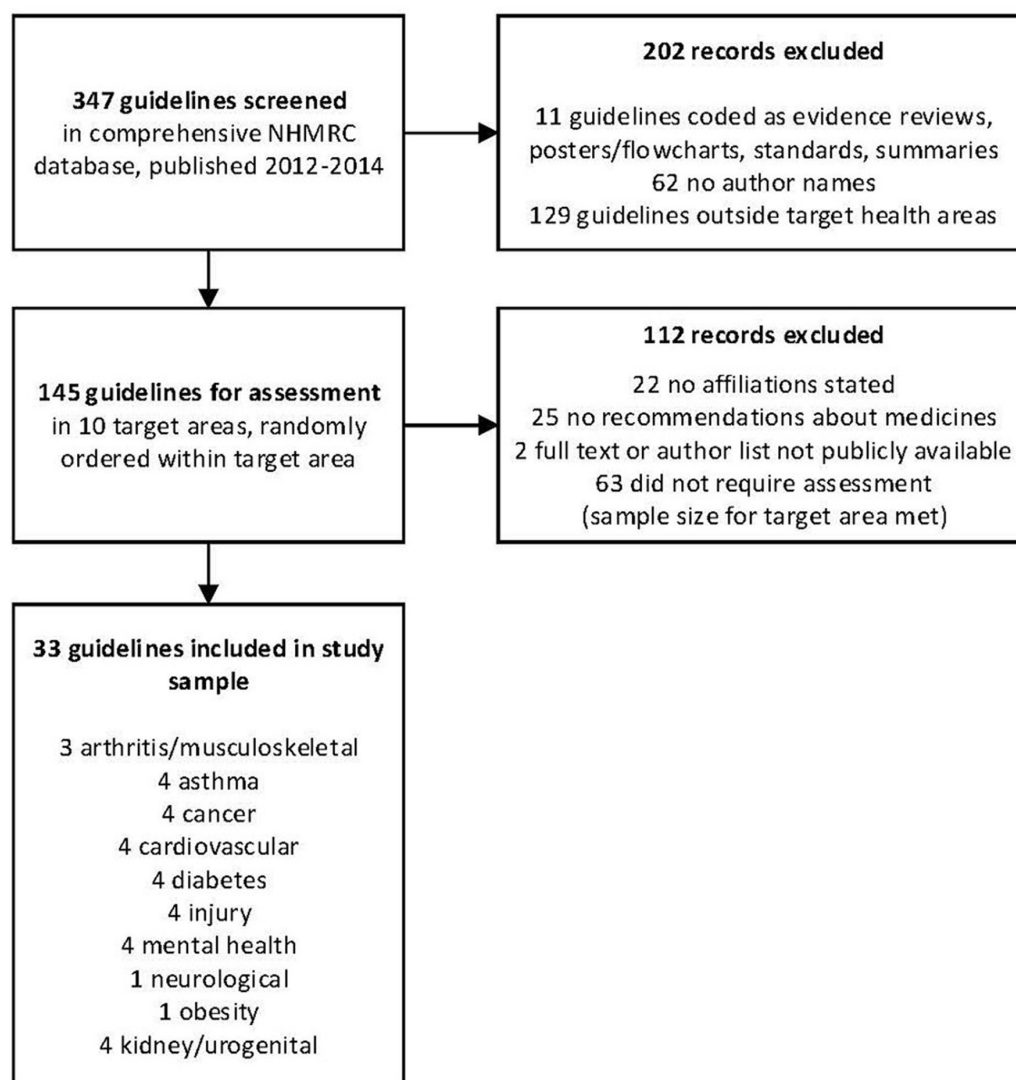 347 guidelines screened
in comprehensive NHMRC
database, published 2012-2014
202 records excluded
11 guidelines coded as evidence reviews,
posters/flowcharts, standards, summaries
62 no author names
129 guidelines outside target health areas
145 guidelines for assessment
in 10 target areas, randomly
ordered within target area
112 records excluded
22 no affiliations stated
25 no recommendations about medicines
2 full text or author list not publicly available
63 did not require assessment
(sample size for target area met)
33 guidelines included in study
sample
3 arthritis/musculoskeletal
4 asthma
4 cancer
4 cardiovascular
4 diabetes
4 injury
4 mental health
1 neurological
1 obesity
4 kidney/urogenital